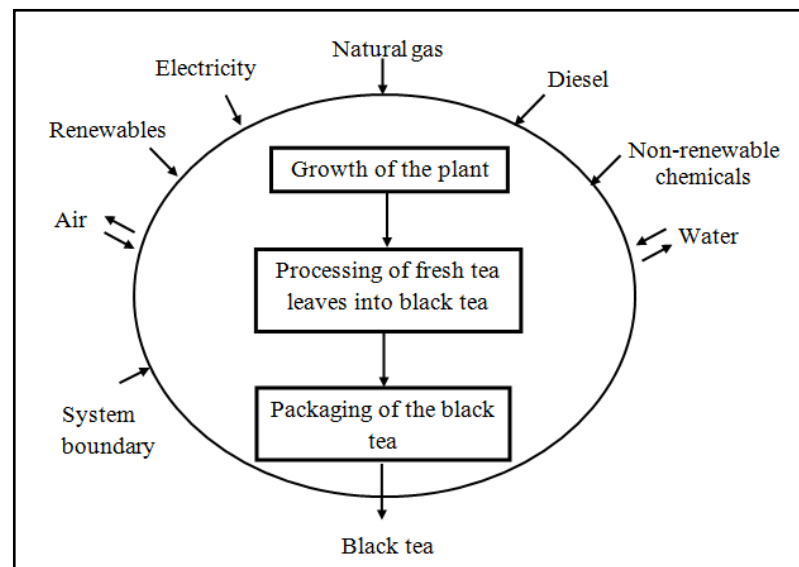 Natural gas
Electricity
Diesel
Renewables
Non-renewable
chemicals
Growth of the plant
Air
Water
Processing of fresh tea
leaves into black tea
System
boundary
Packaging of the black
tea
Black tea